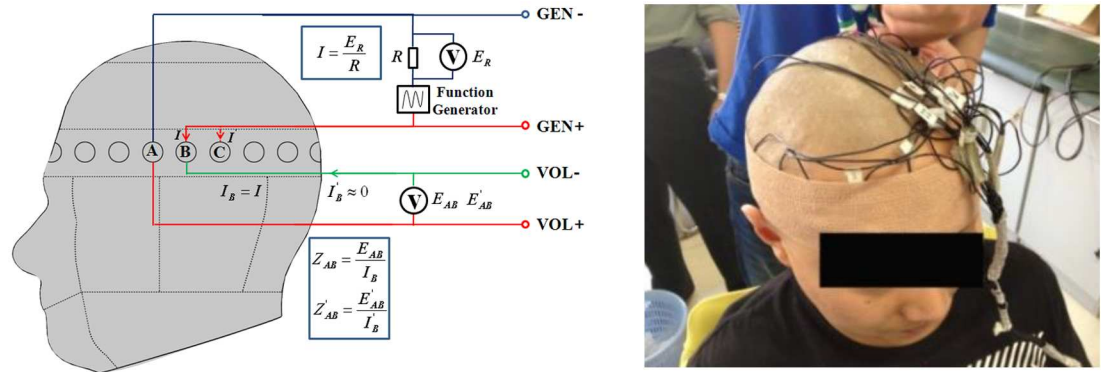 GEN -
I = E_R / R
R V E_R
Function
Generator
GEN+
I I'
A B C
VOL-
I_B = I I'_B ≈ 0
V E_AB E'_AB
VOL+
Z_AB = E_AB / I_B
Z'_AB = E'_AB / I'_B